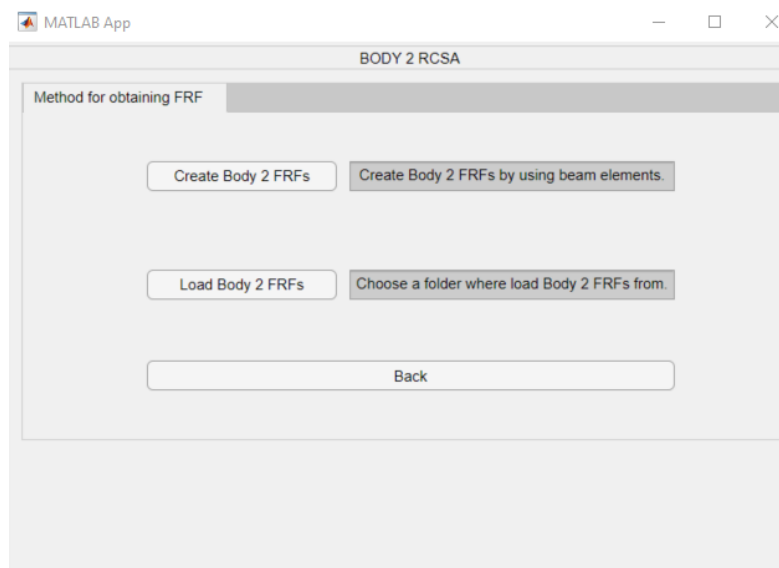 MATLAB App
BODY 2 RCSA
Method for obtaining FRF
Create Body 2 FRFs
Create Body 2 FRFs by using beam elements.
Load Body 2 FRFs
Choose a folder where load Body 2 FRFs from.
Back